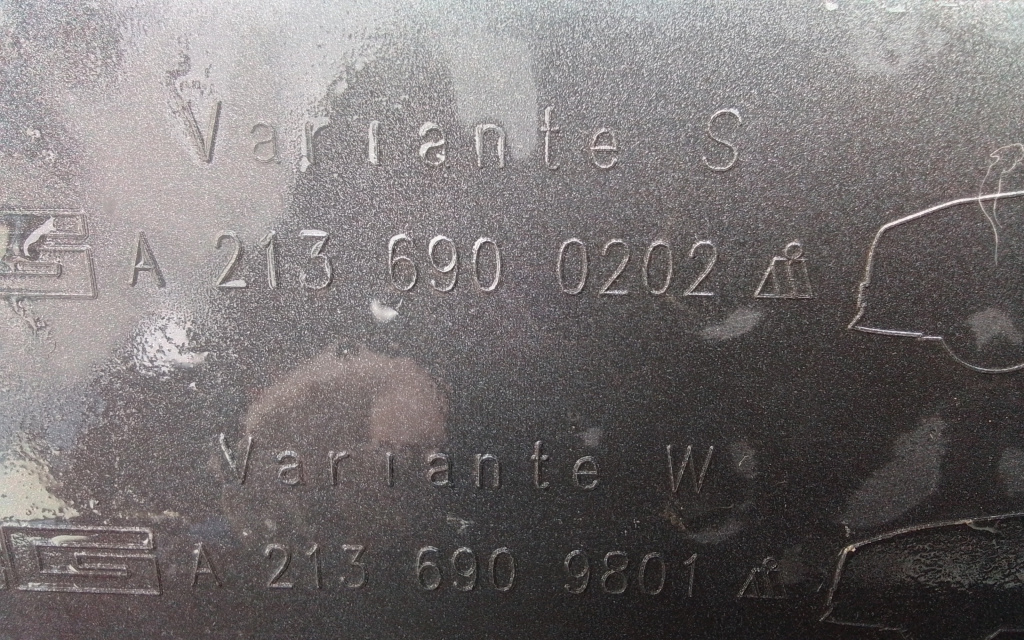 Variante S
A 213 690 0202
Variante W
A 213 690 9801